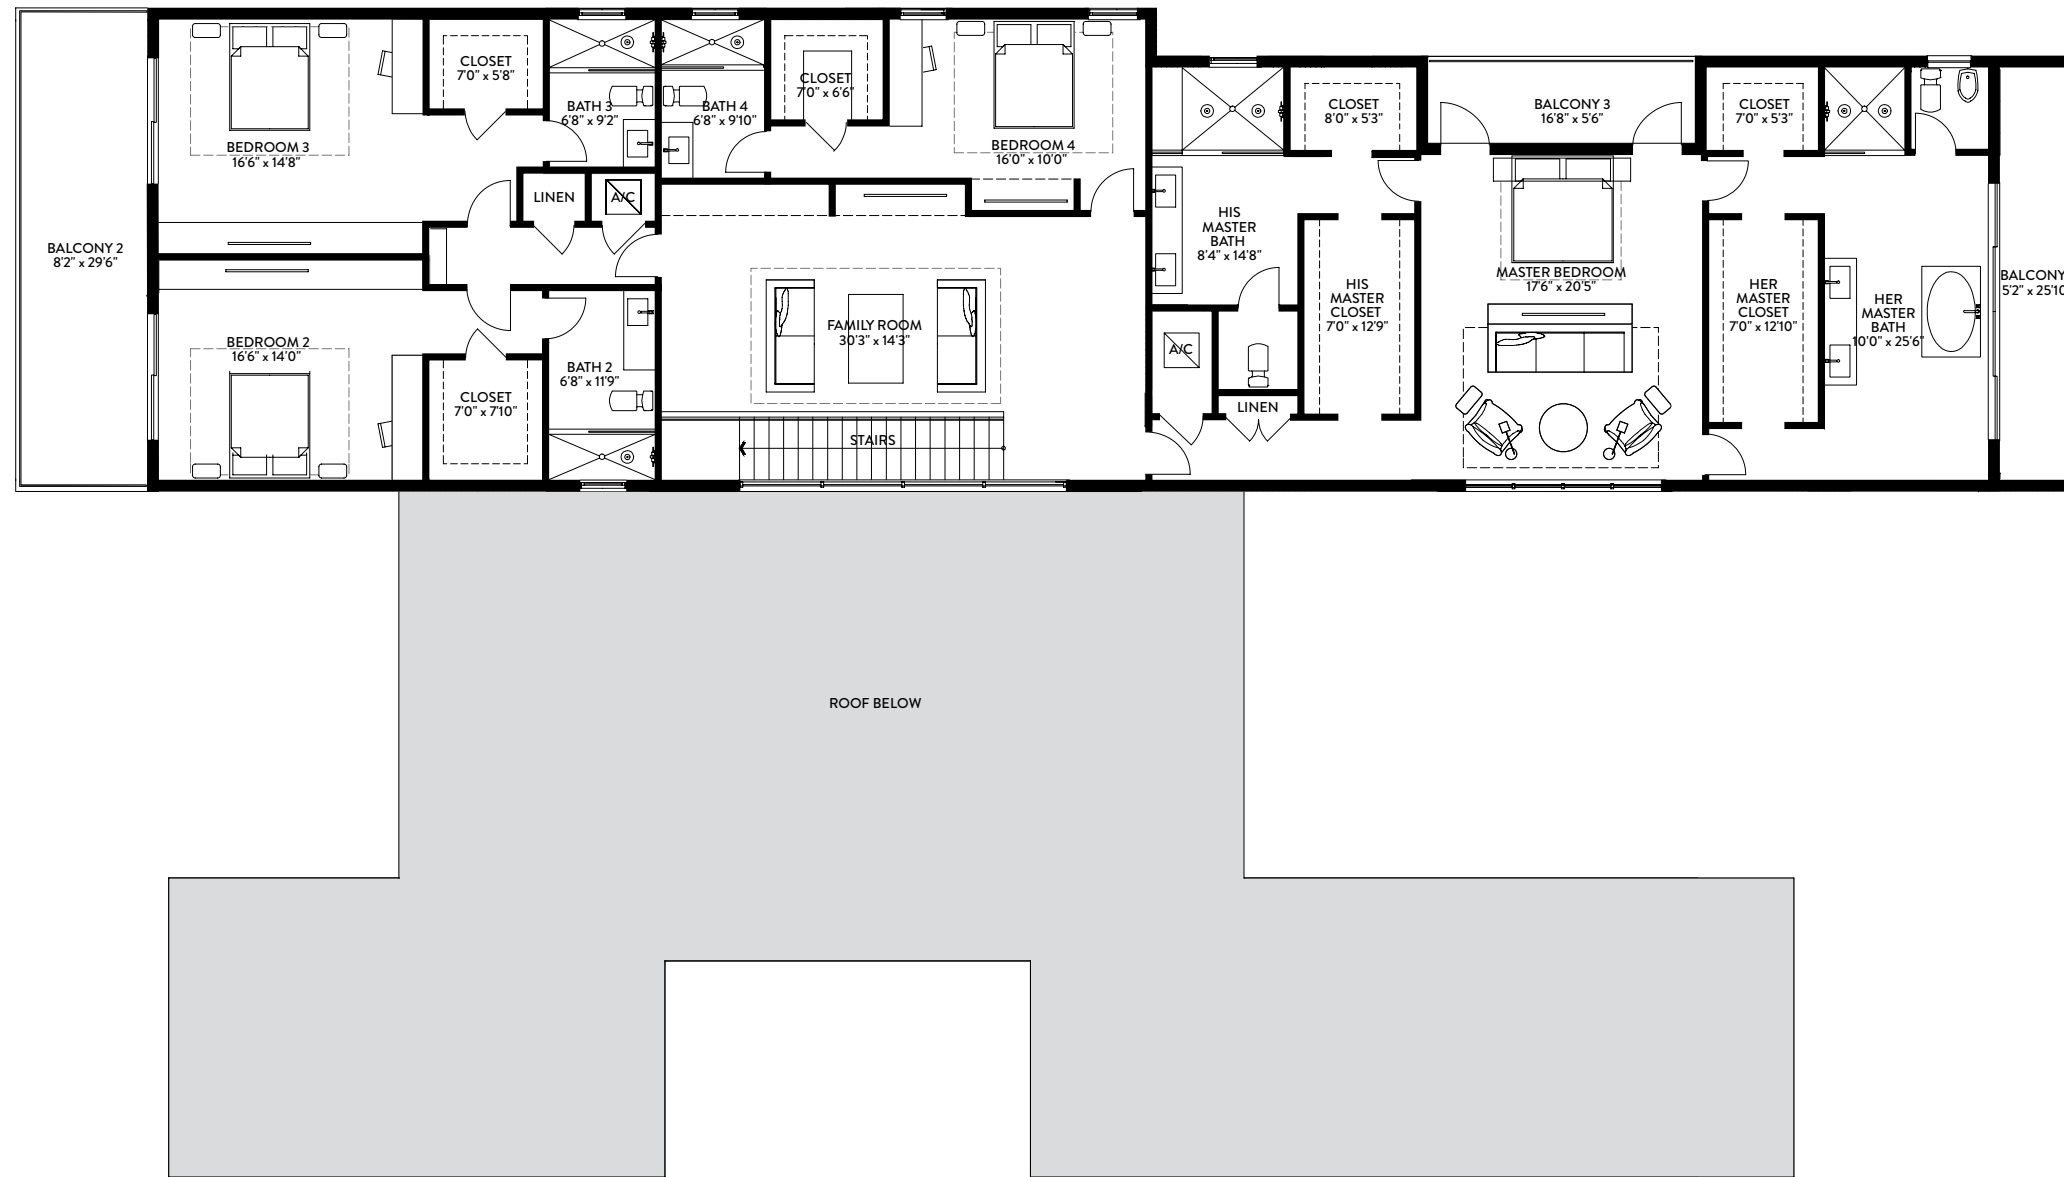 BALCONY 2
8'2" x 29'6"
BEDROOM 3
16'6" x 14'8"
CLOSET
7'0" x 5'8"
BATH 3
6'8" x 9'2"
BATH 4
6'8" x 9'10"
CLOSET
7'0" x 6'6"
BEDROOM 4
16'0" x 10'0"
LINEN
A/C
BEDROOM 2
16'6" x 14'0"
CLOSET
7'0" x 7'10"
BATH 2
6'8" x 11'9"
FAMILY ROOM
30'3" x 14'3"
STAIRS
HIS
MASTER
BATH
8'4" x 14'8"
CLOSET
8'0" x 5'3"
A/C
LINEN
HIS
MASTER
CLOSET
7'0" x 12'9"
BALCONY 3
16'8" x 5'6"
MASTER BEDROOM
17'6" x 20'5"
CLOSET
7'0" x 5'3"
HER
MASTER
CLOSET
7'0" x 12'10"
HER
MASTER
BATH
10'0" x 25'6"
BALCONY
5'2" x 25'10
ROOF BELOW